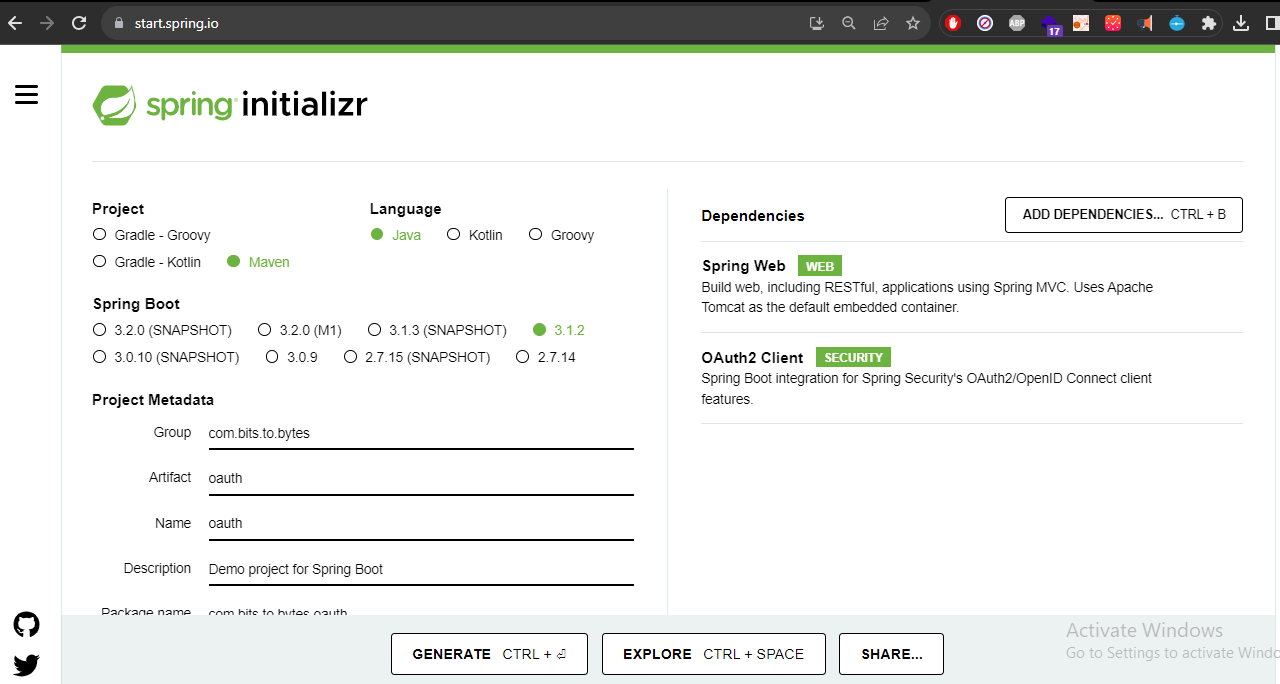 start.spring.io
ABP
17
spring initializr
Project
Gradle - Groovy
Gradle - Kotlin Maven
Language
Java Kotlin Groovy
Spring Boot
3.2.0 (SNAPSHOT) 3.2.0 (M1) 3.1.3 (SNAPSHOT) 3.1.2
3.0.10 (SNAPSHOT) 3.0.9 2.7.15 (SNAPSHOT) 2.7.14
Project Metadata
Group com.bits.to.bytes
Artifact oauth
Name oauth
Description Demo project for Spring Boot
Package name com.bits.to.bytes.oauth
Dependencies ADD DEPENDENCIES... CTRL + B
Spring Web WEB
Build web, including RESTful, applications using Spring MVC. Uses Apache
Tomcat as the default embedded container.
OAuth2 Client SECURITY
Spring Boot integration for Spring Security's OAuth2/OpenID Connect client
features.
GENERATE CTRL + ⏎ EXPLORE CTRL + SPACE SHARE...
Activate Windows
Go to Settings to activate Windo